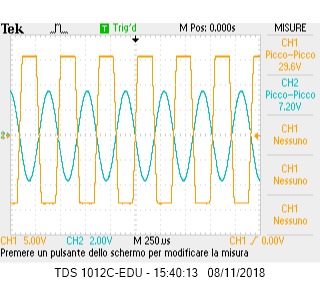 Tek Trig'd M Pos: 0.000s MISURE
CH1
Picco-Picco
29.6V
CH2
Picco-Picco
7.20V
CH1
Nessuno
CH1
Nessuno
CH1
Nessuno
2
CH1 5.00V CH2 2.00V M 250µs CH1 / 0.00V
Premere un pulsante dello schermo per modificare la misura
TDS 1012C-EDU - 15:40:13 08/11/2018